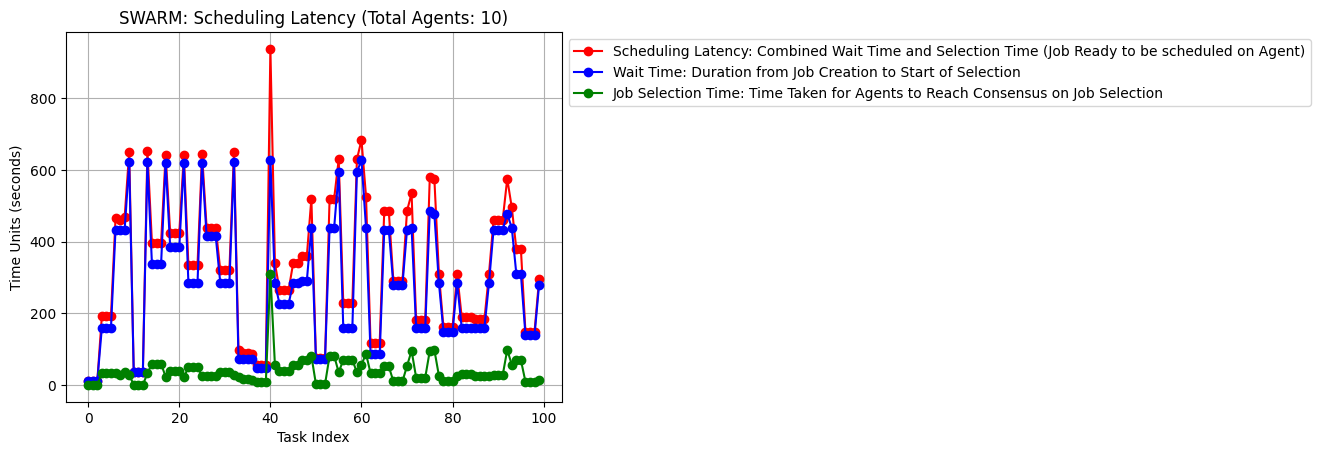 SWARM: Scheduling Latency (Total Agents: 10)
Scheduling Latency: Combined Wait Time and Selection Time (Job Ready to be scheduled on Agent)
Wait Time: Duration from Job Creation to Start of Selection
Job Selection Time: Time Taken for Agents to Reach Consensus on Job Selection
Time Units (seconds)
800
600
400
200
0
0 20 40 60 80 100
Task Index